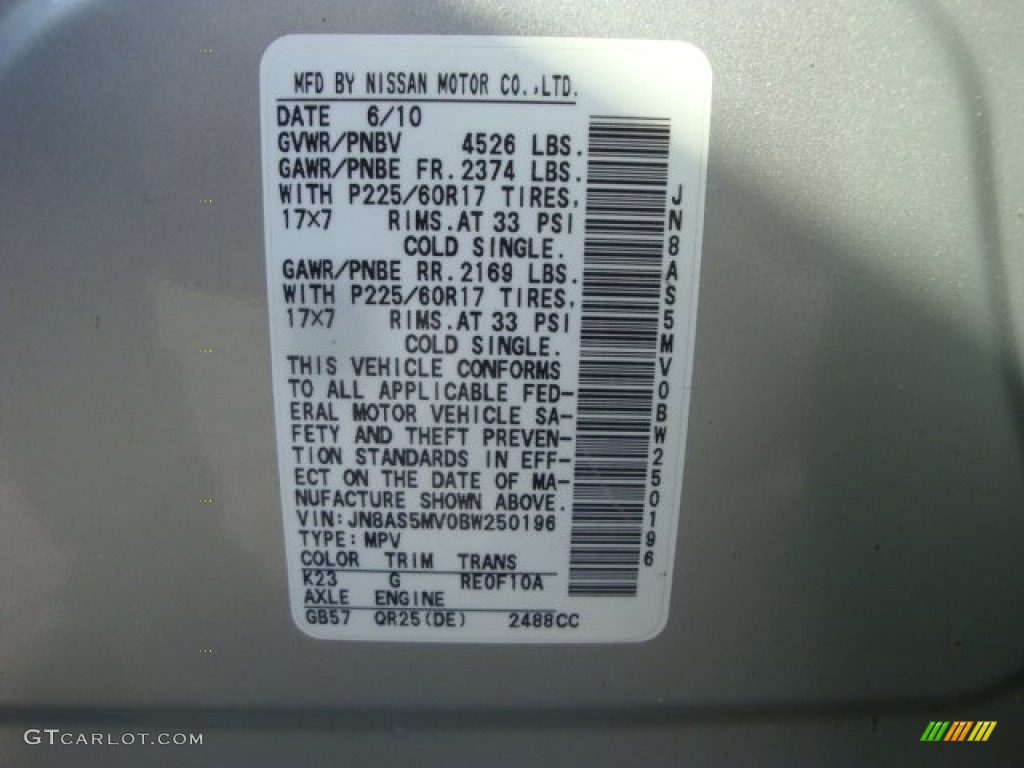 MFD BY NISSAN MOTOR CO.,LTD.
DATE 6/10
GVWR/PNBV 4526 LBS.
GAWR/PNBE FR. 2374 LBS.
WITH P225/60R17 TIRES,
17×7 RIMS.AT 33 PSI
COLD SINGLE.
GAWR/PNBE RR. 2169 LBS.
WITH P225/60R17 TIRES,
17×7 RIMS.AT 33 PSI
COLD SINGLE.
THIS VEHICLE CONFORMS
TO ALL APPLICABLE FED-
ERAL MOTOR VEHICLE SA-
FETY AND THEFT PREVEN-
TION STANDARDS IN EFF-
ECT ON THE DATE OF MA-
NUFACTURE SHOWN ABOVE.
VIN:JN8AS5MV0BW250196
TYPE:MPV
COLOR TRIM TRANS
K23 G RE0F10A
AXLE ENGINE
GB57 QR25(DE) 2488CC
JN8AS5MV0BW250196
GTCARLOT.COM